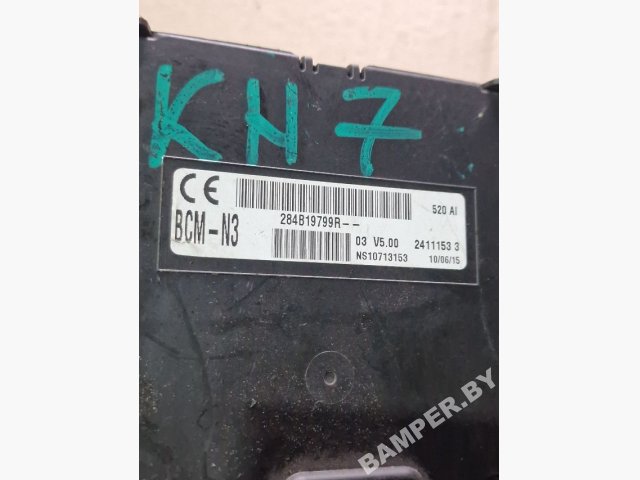 KH7
CE
520 AI
BCM-N3
284B19799R--
03 V5.00 2411153 3
NS10713153 10/06/15
BAMPER.BY